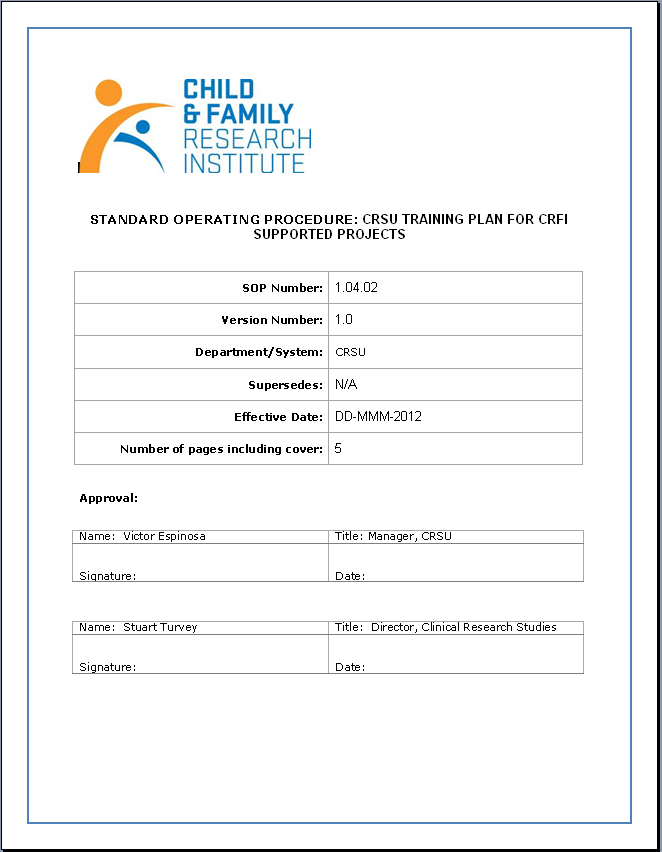 CHILD
& FAMILY
RESEARCH
INSTITUTE
STANDARD OPERATING PROCEDURE: CRSU TRAINING PLAN FOR CRFI
SUPPORTED PROJECTS
SOP Number: 1.04.02
Version Number: 1.0
Department/System: CRSU
Supersedes: N/A
Effective Date: DD-MMM-2012
Number of pages including cover: 5
Approval:
Name: Victor Espinosa Title: Manager, CRSU
Signature: Date:
Name: Stuart Turvey Title: Director, Clinical Research Studies
Signature: Date: